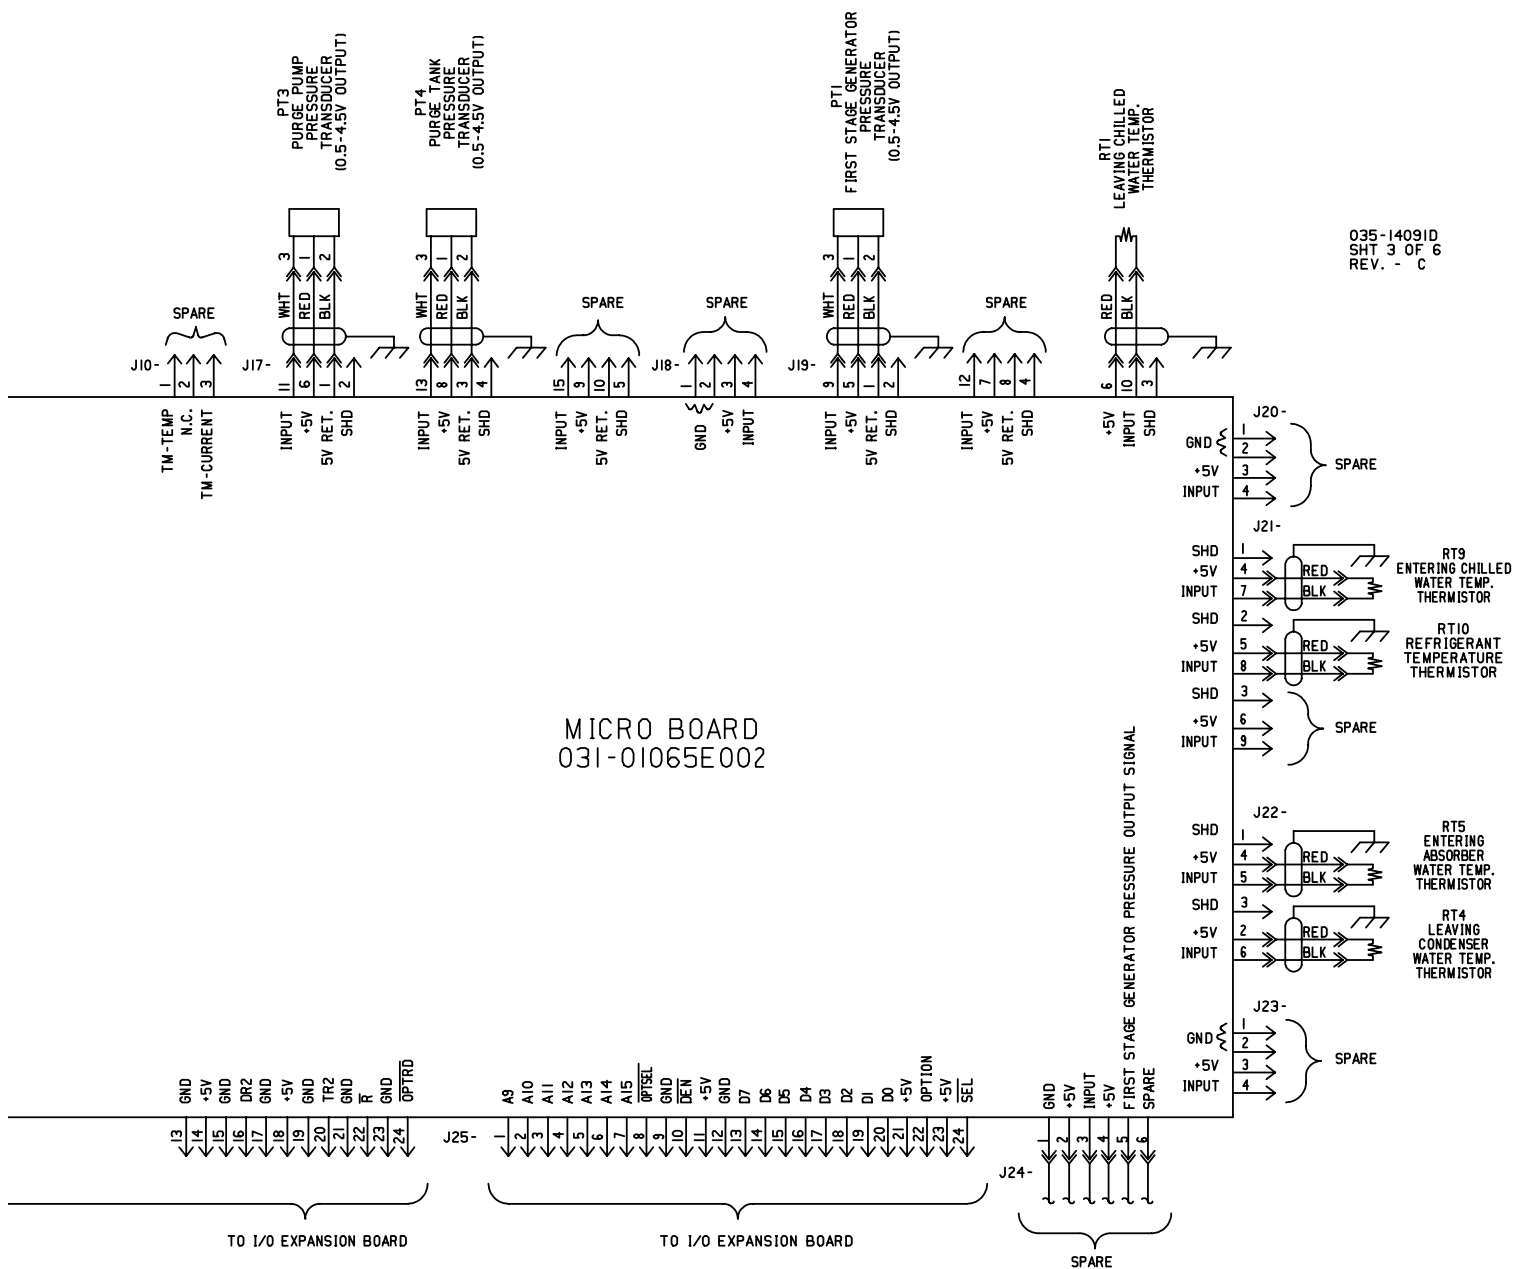 PT3
PURGE PUMP
PRESSURE
TRANSDUCER
(0.5-4.5V OUTPUT)
PT4
PURGE TANK
PRESSURE
TRANSDUCER
(0.5-4.5V OUTPUT)
PT1
FIRST STAGE GENERATOR
PRESSURE
TRANSDUCER
(0.5-4.5V OUTPUT)
RT1
LEAVING CHILLED
WATER TEMP.
THERMISTOR
035-14091D
SHT 3 OF 6
REV. - C
3 1 2
3 1 2
3 1 2
WHT RED BLK
WHT RED BLK
WHT RED BLK
RED BLK
SPARE
SPARE
SPARE
SPARE
J10-
1 2 3
J17-
11 6 1 2
13 8 3 4
15 9 10 5
J18-
1 2 3 4
J19-
9 5 1 2
12 7 8 4
6 10 3
TM-TEMP
N.C.
TM-CURRENT
INPUT
+5V
5V RET.
SHD
INPUT
+5V
5V RET.
SHD
INPUT
+5V
5V RET.
SHD
GND
+5V
INPUT
INPUT
+5V
5V RET.
SHD
INPUT
+5V
5V RET.
SHD
+5V
INPUT
SHD
J20-
GND 1
2
+5V 3
INPUT 4
SPARE
J21-
SHD 1
+5V 4 RED
INPUT 7 BLK
RT9
ENTERING CHILLED
WATER TEMP.
THERMISTOR
SHD 2
+5V 5 RED
INPUT 8 BLK
RT10
REFRIGERANT
TEMPERATURE
THERMISTOR
SHD 3
+5V 6
INPUT 9
SPARE
MICRO BOARD
031-01065E002
J22-
SHD 1
+5V 4 RED
INPUT 5 BLK
RT5
ENTERING
ABSORBER
WATER TEMP.
THERMISTOR
SHD 3
+5V 2 RED
INPUT 6 BLK
RT4
LEAVING
CONDENSER
WATER TEMP.
THERMISTOR
J23-
GND 1
2
+5V 3
INPUT 4
SPARE
GND 13
+5V 14
GND 15
DR2 16
GND 17
+5V 18
GND 19
TR2 20
GND 21
R 22
GND 23
OPTRD 24
TO I/O EXPANSION BOARD
J25-
A9 1
A10 2
A11 3
A12 4
A13 5
A14 6
A15 7
OPTSEL 8
GND 9
DEN 10
+5V 11
GND 12
D7 13
D6 14
D5 15
D4 16
D3 17
D2 18
D1 19
D0 20
+5V 21
OPTION 22
+5V 23
SEL 24
TO I/O EXPANSION BOARD
J24-
GND 1
+5V 2
INPUT 3
+5V 4
FIRST STAGE GENERATOR PRESSURE OUTPUT SIGNAL 5
SPARE 6
SPARE